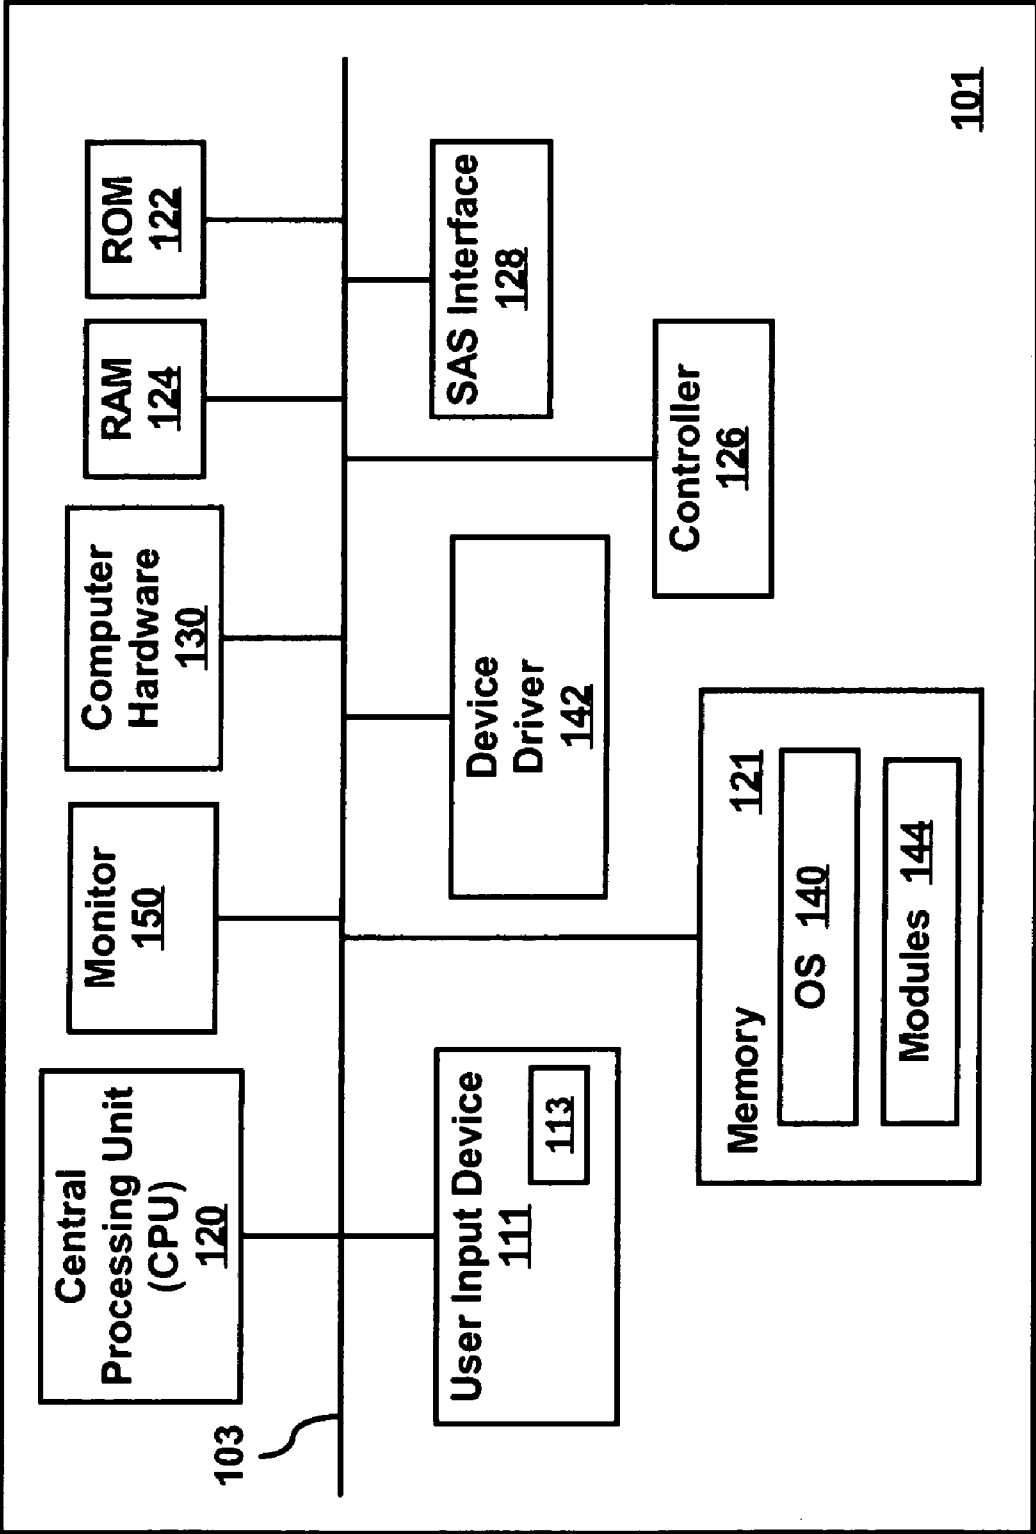 Central
Processing Unit
(CPU)
120
Monitor
150
Computer
Hardware
130
RAM
124
ROM
122
103
User Input Device
111
113
Device
Driver
142
SAS Interface
128
Memory 121
OS 140
Modules 144
Controller
126
101